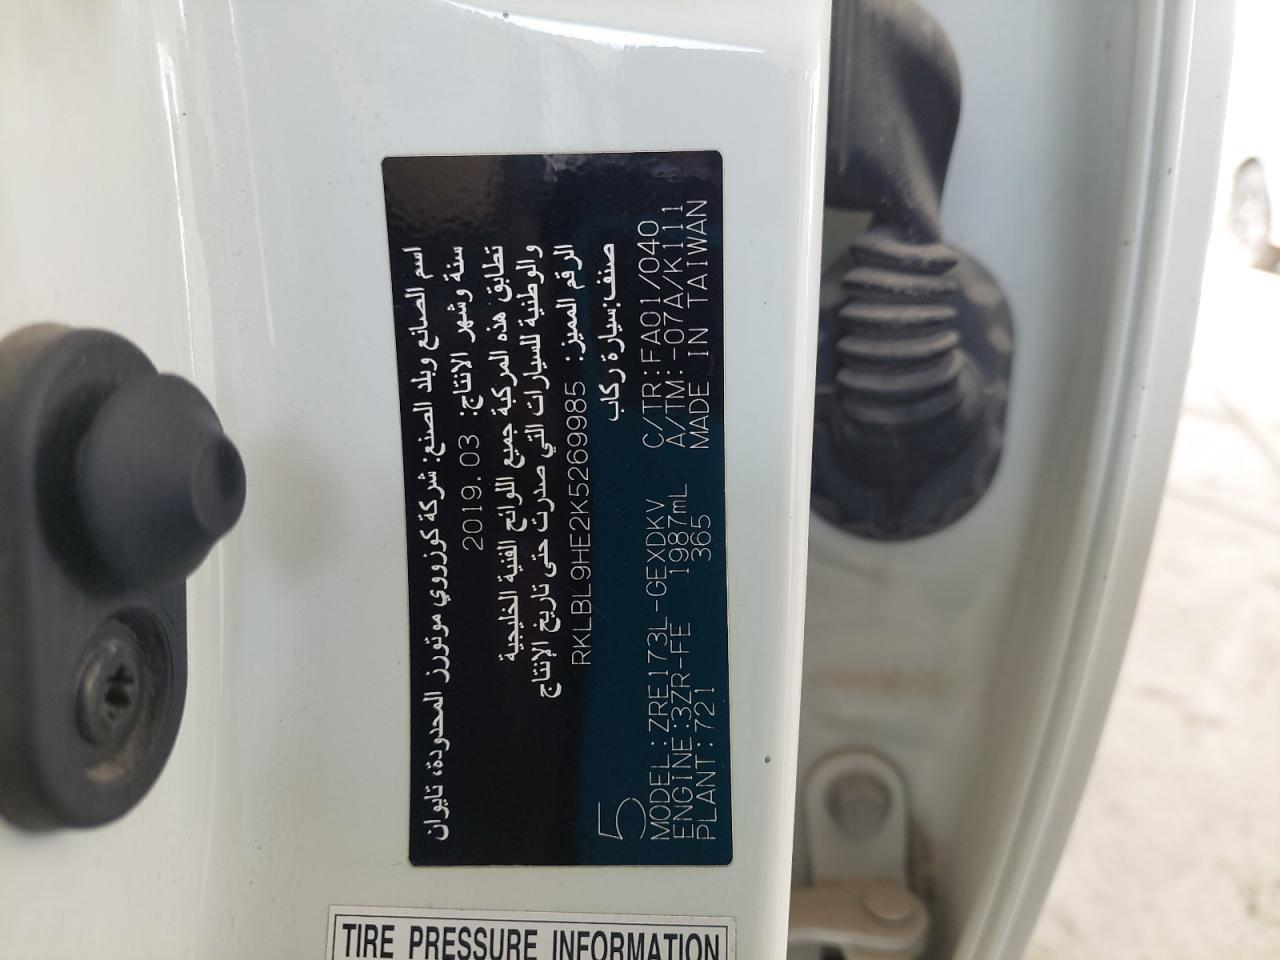 اسم الصانع وبلد الصنع: شركة كوزووي موتورز المحدودة، تايوان
سنة وشهر الانتاج: 2019.03
تطابق هذه المركبة جميع اللوائح الفنية الخليجية
والوطنية للسيارات التي صدرت حتى تاريخ الإنتاج
الرقم المميز: RKLBL9HE2K5269985
صنف:سيارة ركاب
5
MODEL:ZRE173L-GEXDKV C/TR:FA01/040
ENGINE:3ZR-FE 1987mL A/TM:-07A/K111
PLANT:721 365 MADE IN TAIWAN
TIRE PRESSURE INFORMATION